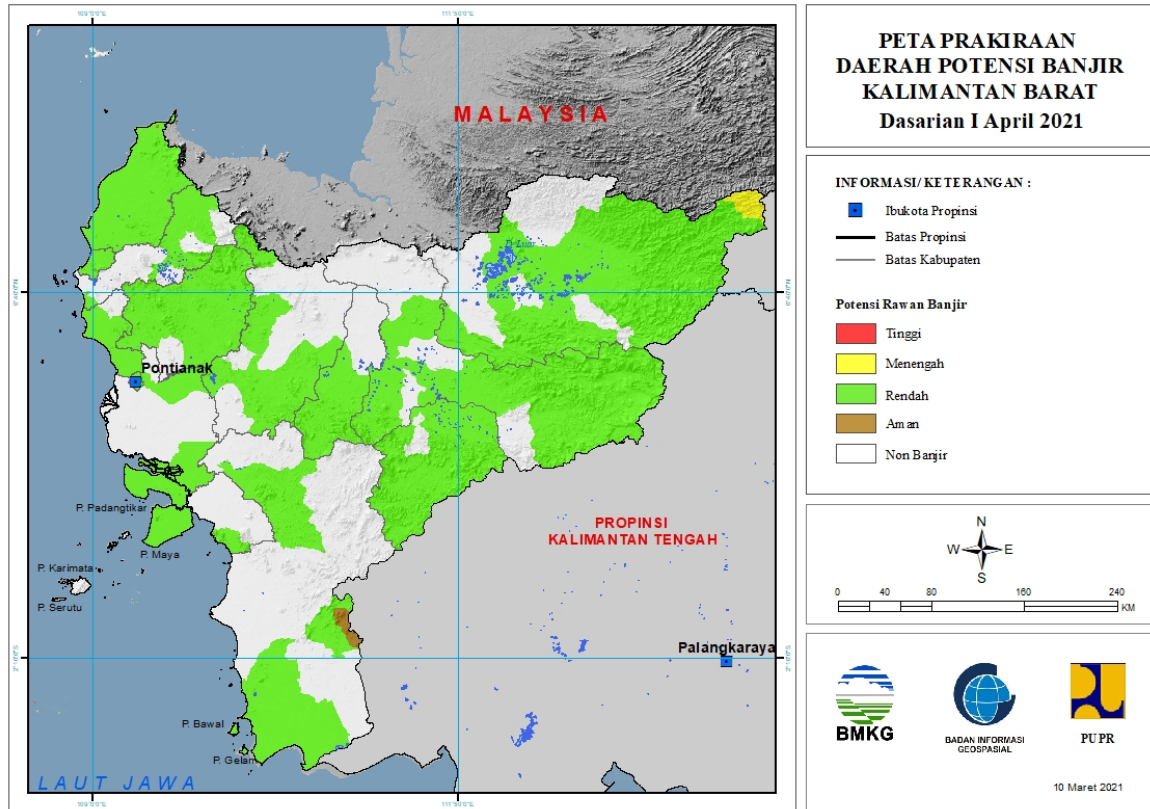 PETA PRAKIRAAN
DAERAH POTENSI BANJIR
KALIMANTAN BARAT
Dasarian I April 2021
INFORMASI/ KETERANGAN :
Ibukota Propinsi
Batas Propinsi
Batas Kabupaten
Potensi Rawan Banjir
Tinggi
Menengah
Rendah
Aman
Non Banjir
N
W E
S
0 40 80 160 240
KM
BMKG
BADAN INFORMASI
GEOSPASIAL
PU PR
10 Maret 2021
MALAYSIA
Pontianak
P. Padangtikar
P. Maya
P. Karimata
P. Serutu
PROPINSI
KALIMANTAN TENGAH
Palangkaraya
P. Bawal
P. Gelam
LAUT JAWA